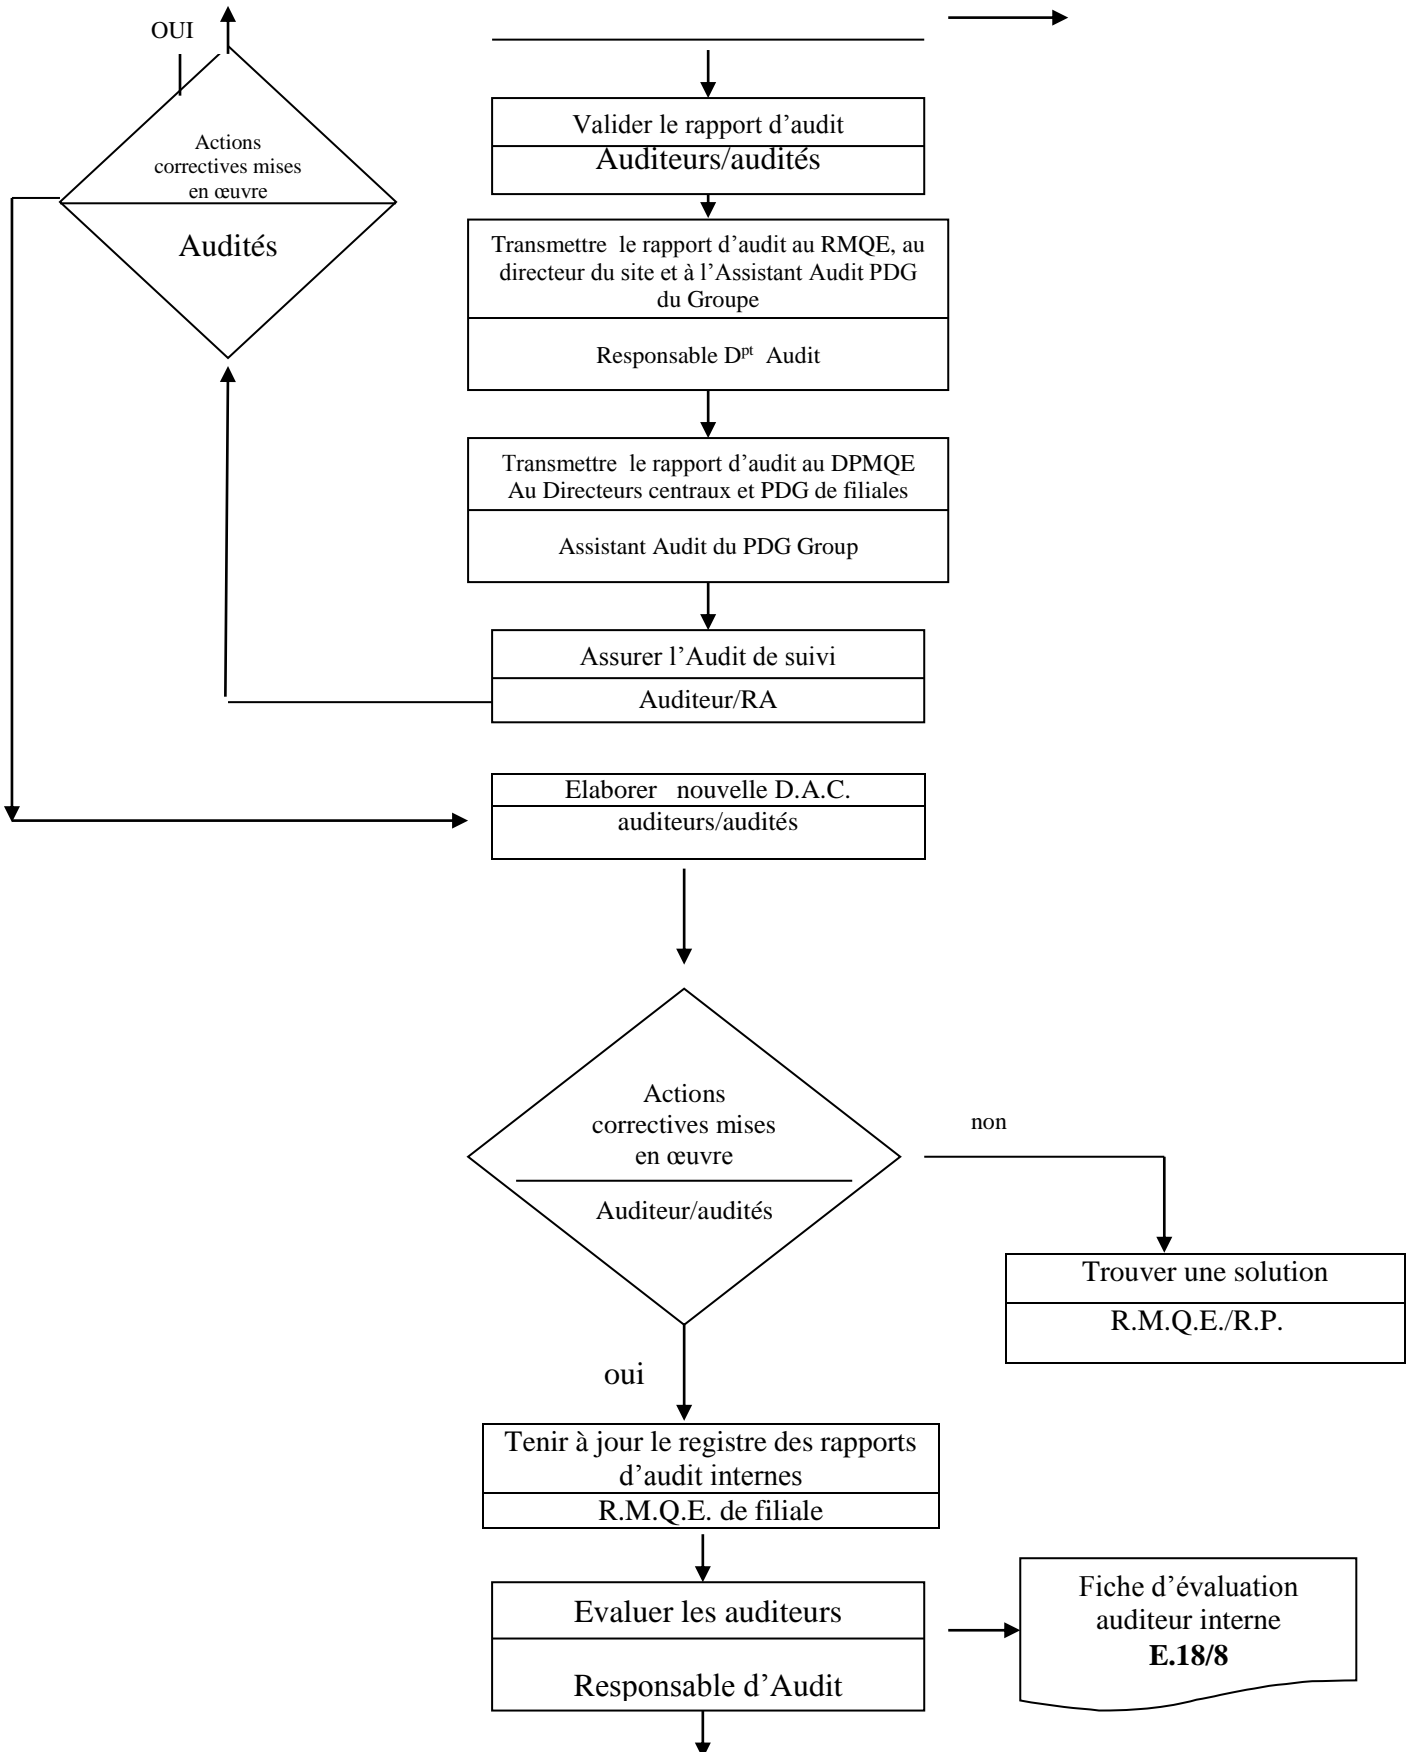 OUI
Actions
correctives mises
en œuvre
Audités
Valider le rapport d’audit
Auditeurs/audités
Transmettre le rapport d’audit au RMQE, au
directeur du site et à l’Assistant Audit PDG
du Groupe
Responsable Dpt Audit
Transmettre le rapport d’audit au DPMQE
Au Directeurs centraux et PDG de filiales
Assistant Audit du PDG Group
Assurer l’Audit de suivi
Auditeur/RA
Elaborer nouvelle D.A.C.
auditeurs/audités
Actions
correctives mises
en œuvre
Auditeur/audités
non
Trouver une solution
R.M.Q.E./R.P.
oui
Tenir à jour le registre des rapports
d’audit internes
R.M.Q.E. de filiale
Evaluer les auditeurs
Responsable d’Audit
Fiche d’évaluation
auditeur interne
E.18/8